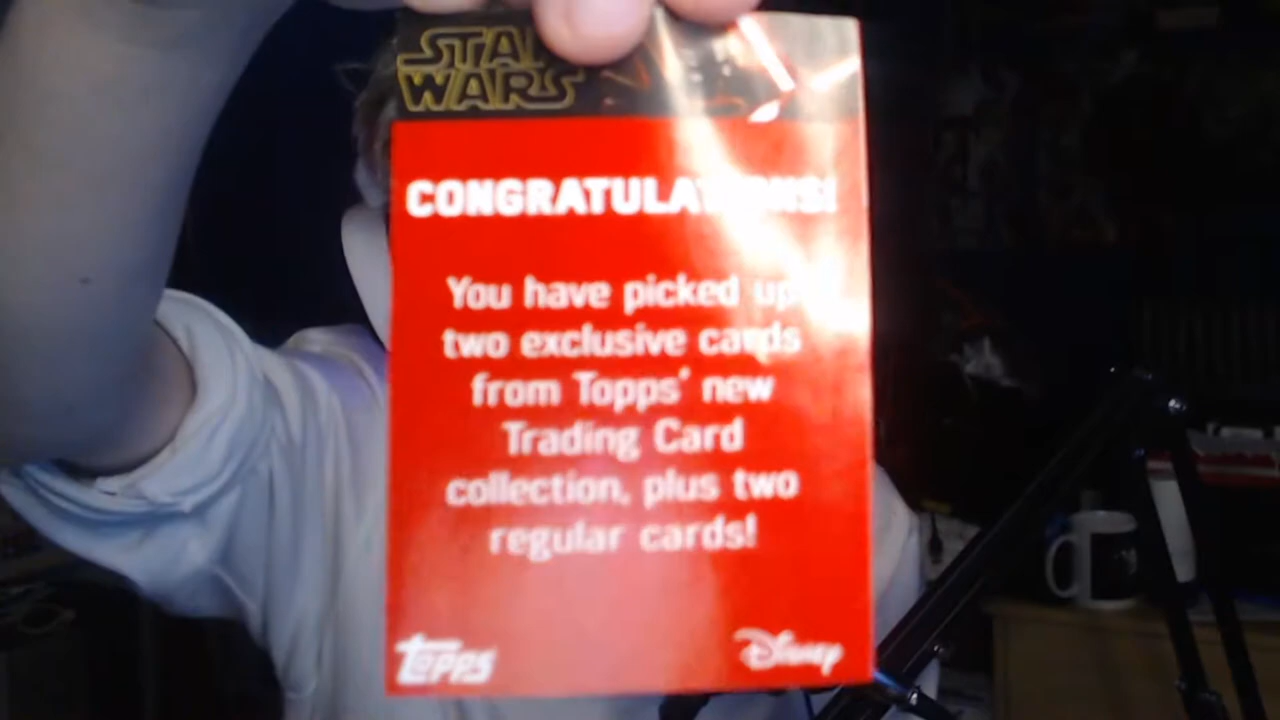 STAR
WARS
CONGRATULATIONS!
You have picked up
two exclusive cards
from Topps' new
Trading Card
collection, plus two
regular cards!
topps
Disney